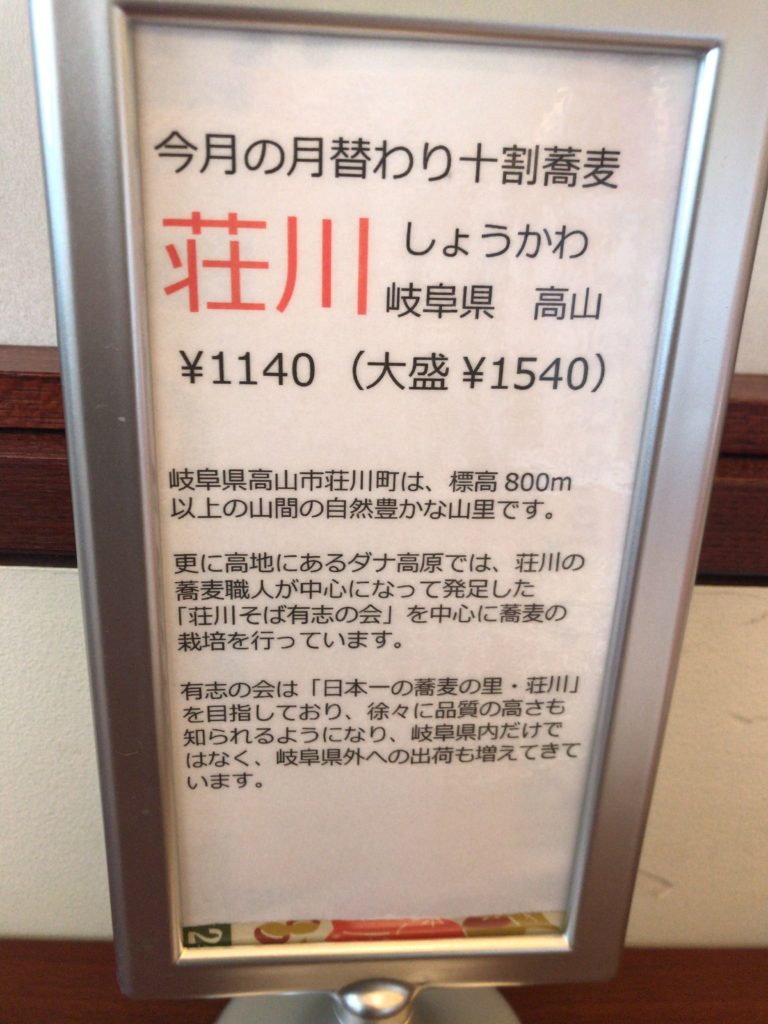 今月の月替わり十割蕎麦
荘川 しょうかわ
岐阜県 高山
¥1140 （大盛 ¥1540）
岐阜県高山市荘川町は、標高 800m
以上の山間の自然豊かな山里です。
更に高地にあるダナ高原では、荘川の
蕎麦職人が中心になって発足した
「荘川そば有志の会」を中心に蕎麦の
栽培を行っています。
有志の会は「日本一の蕎麦の里・荘川」
を目指しており、徐々に品質の高さも
知られるようになり、岐阜県内だけで
はなく、岐阜県外への出荷も増えてきて
います。
2